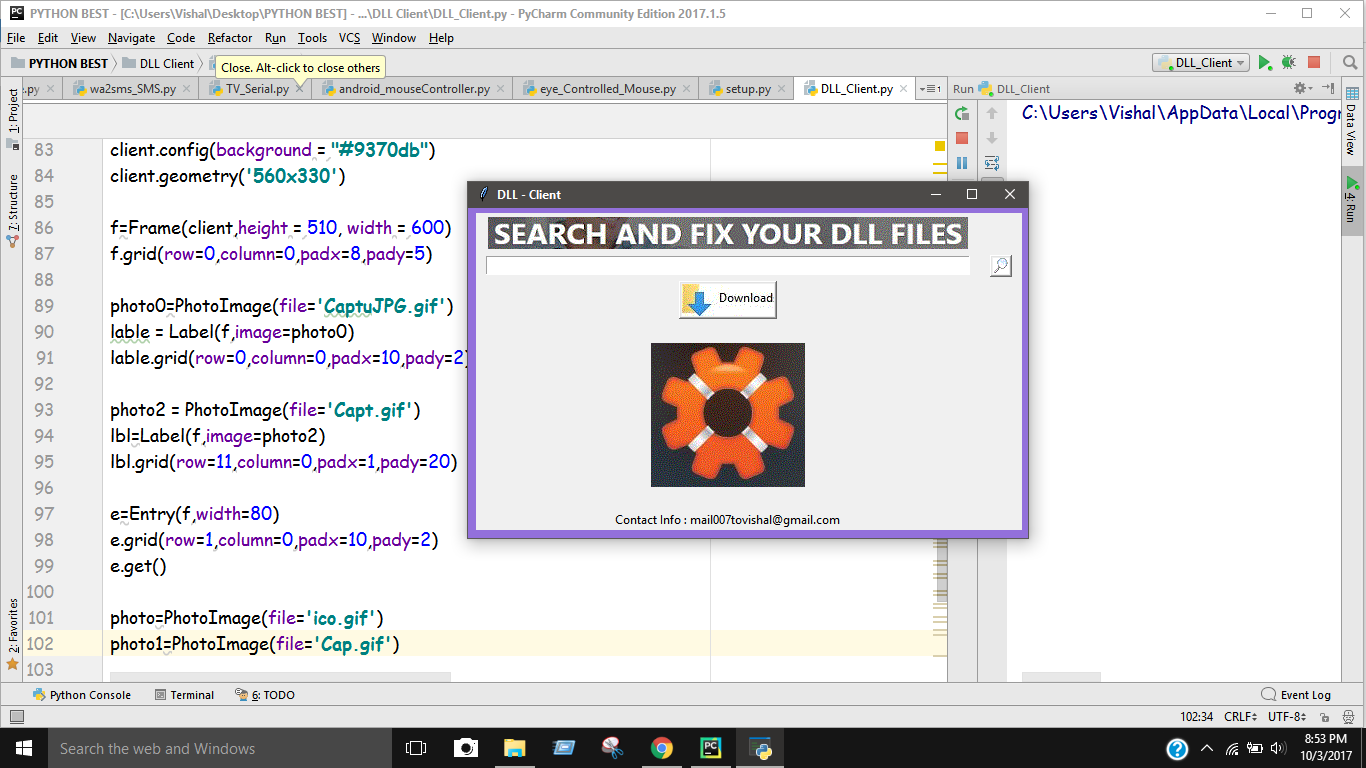 PYTHON BEST - [C:\Users\Vishal\Desktop\PYTHON BEST] - ...\DLL Client\DLL_Client.py - PyCharm Community Edition 2017.1.5
File Edit View Navigate Code Refactor Run Tools VCS Window Help
PYTHON BEST DLL Client DLL_Client
Close. Alt-click to close others
.py wa2sms_SMS.py TV_Serial.py android_mouseController.py eye_Controlled_Mouse.py setup.py DLL_Client.py Run DLL_Client
1: Project
7: Structure
2: Favorites
Data View
4: Run
C:\Users\Vishal\AppData\Local\Progr
83 client.config(background = "#9370db")
84 client.geometry('560x330')
85
86 f=Frame(client,height = 510, width = 600)
87 f.grid(row=0,column=0,padx=8,pady=5)
88
89 photo0=PhotoImage(file='CaptuJPG.gif')
90 lable = Label(f,image=photo0)
91 lable.grid(row=0,column=0,padx=10,pady=2)
92
93 photo2 = PhotoImage(file='Capt.gif')
94 lbl=Label(f,image=photo2)
95 lbl.grid(row=11,column=0,padx=1,pady=20)
96
97 e=Entry(f,width=80)
98 e.grid(row=1,column=0,padx=10,pady=2)
99 e.get()
100
101 photo=PhotoImage(file='ico.gif')
102 photo1=PhotoImage(file='Cap.gif')
103
DLL - Client
SEARCH AND FIX YOUR DLL FILES
Download
Contact Info : mail007tovishal@gmail.com
Python Console Terminal 6: TODO Event Log
102:34 CRLF UTF-8
Search the web and Windows
8:53 PM
10/3/2017